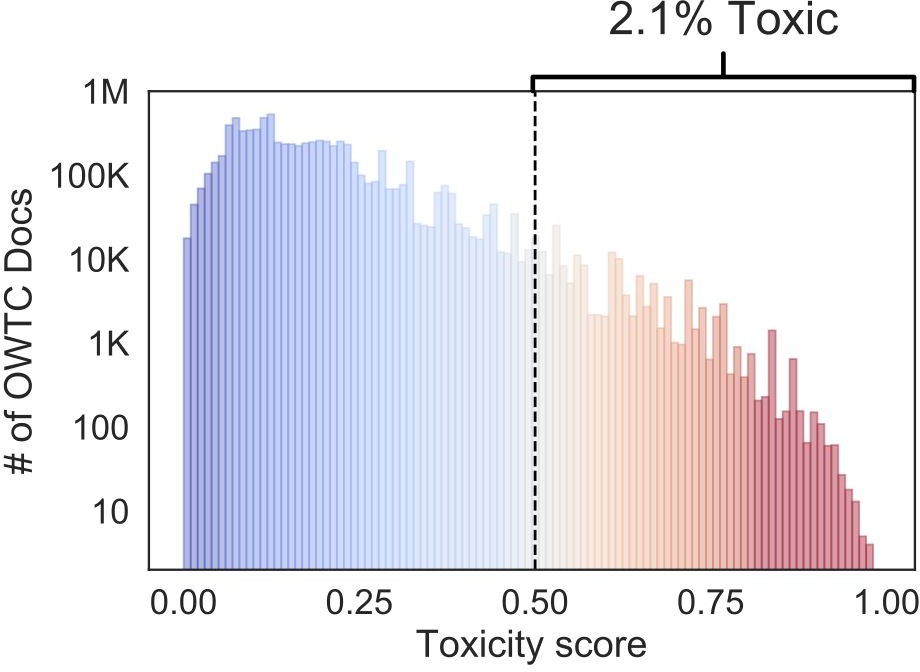 2.1% Toxic
1M
100K
10K
1K
100
10
# of OWTC Docs
0.00 0.25 0.50 0.75 1.00
Toxicity score